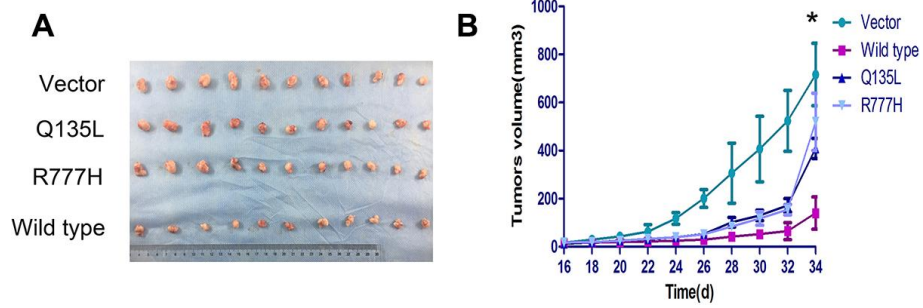 A
Vector
Q135L
R777H
Wild type
B
Tumors volume(mm3)
1000
800
600
400
200
0
16 18 20 22 24 26 28 30 32 34
Time(d)
*
Vector
Wild type
Q135L
R777H